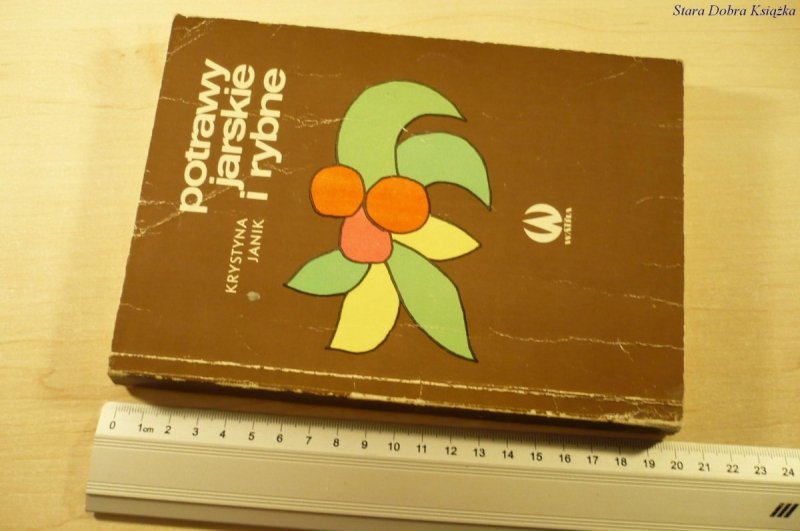 Stara Dobra Książka
potrawy
jarskie
i rybne
KRYSTYNA
JANIK
WATRA
0 1cm 2 3 4 5 6 7 8 9 10 11 12 13 14 15 16 17 18 19 20 21 22 23 24